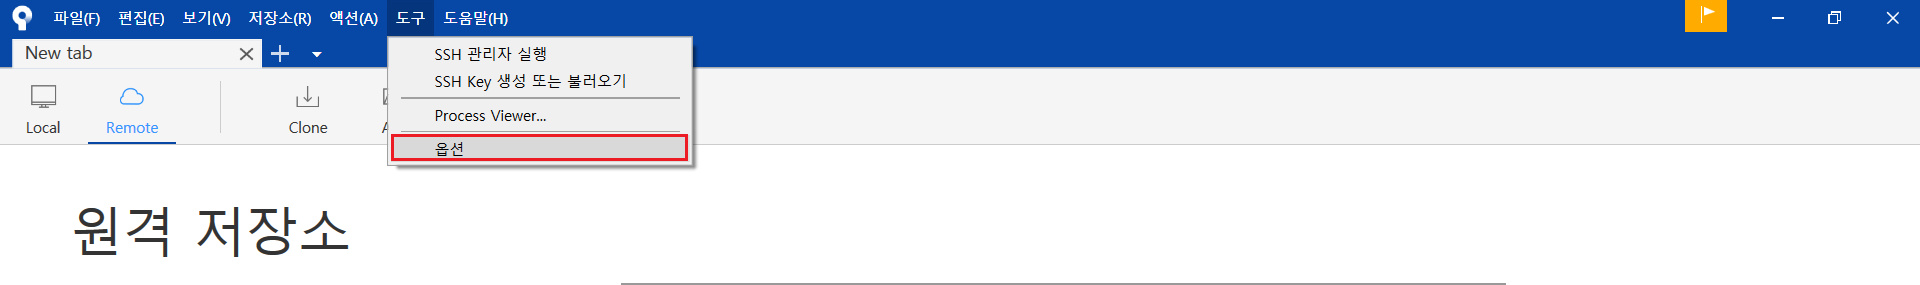 파일(F) 편집(E) 보기(V) 저장소(R) 액션(A) 도구 도움말(H)
New tab
SSH 관리자 실행
SSH Key 생성 또는 불러오기
Process Viewer...
옵션
Local Remote Clone
원격 저장소